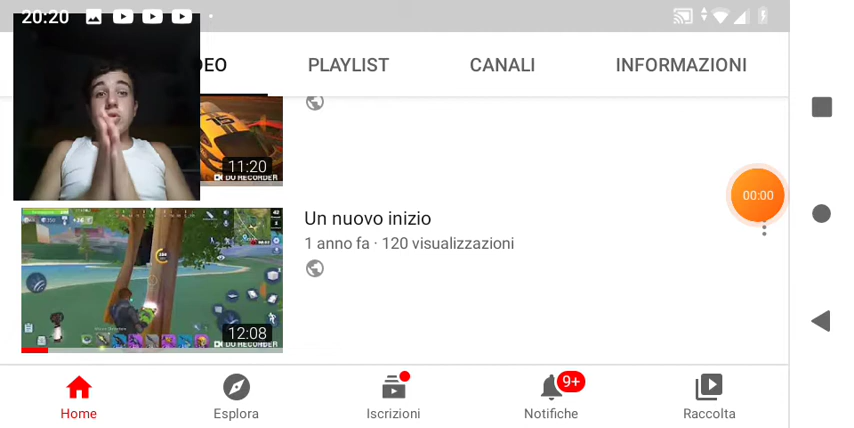 20:20
DEO
PLAYLIST
CANALI
INFORMAZIONI
11:20
DU RECORDER
00:00
Un nuovo inizio
1 anno fa · 120 visualizzazioni
12:08
DU RECORDER
9+
Home
Esplora
Iscrizioni
Notifiche
Raccolta